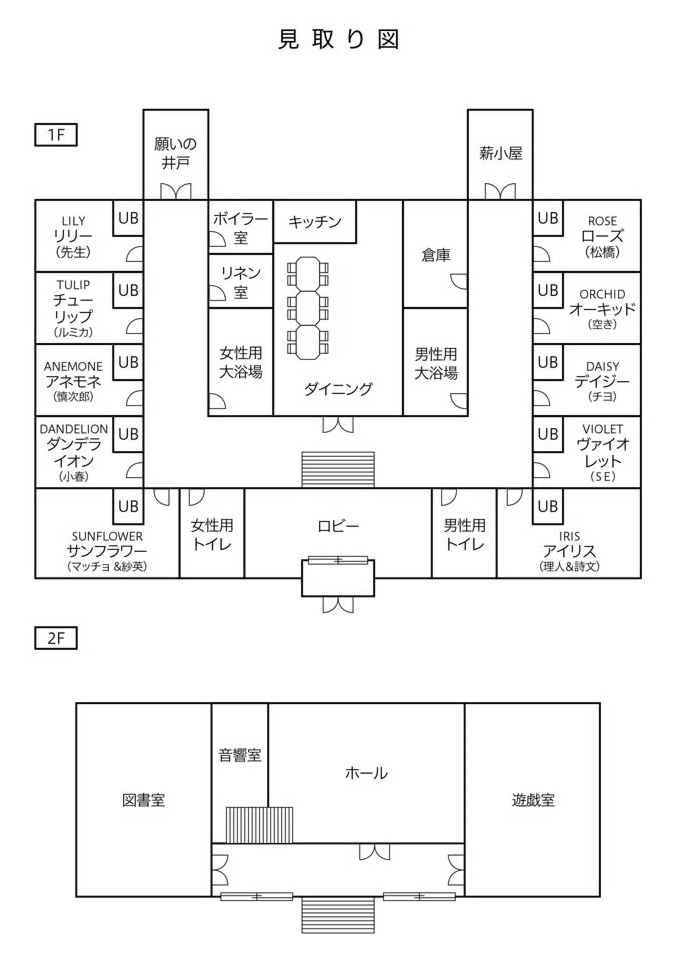 見取り図
1F
願いの
井戸
薪小屋
LILY
リリー
(先生)
UB
ボイラー
室
キッチン
倉庫
UB
ROSE
ローズ
(松橋)
TULIP
チュー
リップ
(ルミカ)
UB
リネン
室
UB
ORCHID
オーキッド
(空き)
ANEMONE
アネモネ
(慎次郎)
UB
女性用
大浴場
ダイニング
男性用
大浴場
UB
DAISY
デイジー
(チヨ)
DANDELION
ダンデラ
イオン
(小春)
UB
UB
VIOLET
ヴァイオ
レット
(SE)
UB
SUNFLOWER
サンフラワー
(マッチョ&紗英)
女性用
トイレ
ロビー
男性用
トイレ
UB
IRIS
アイリス
(理人&詩文)
2F
図書室
音響室
ホール
遊戯室